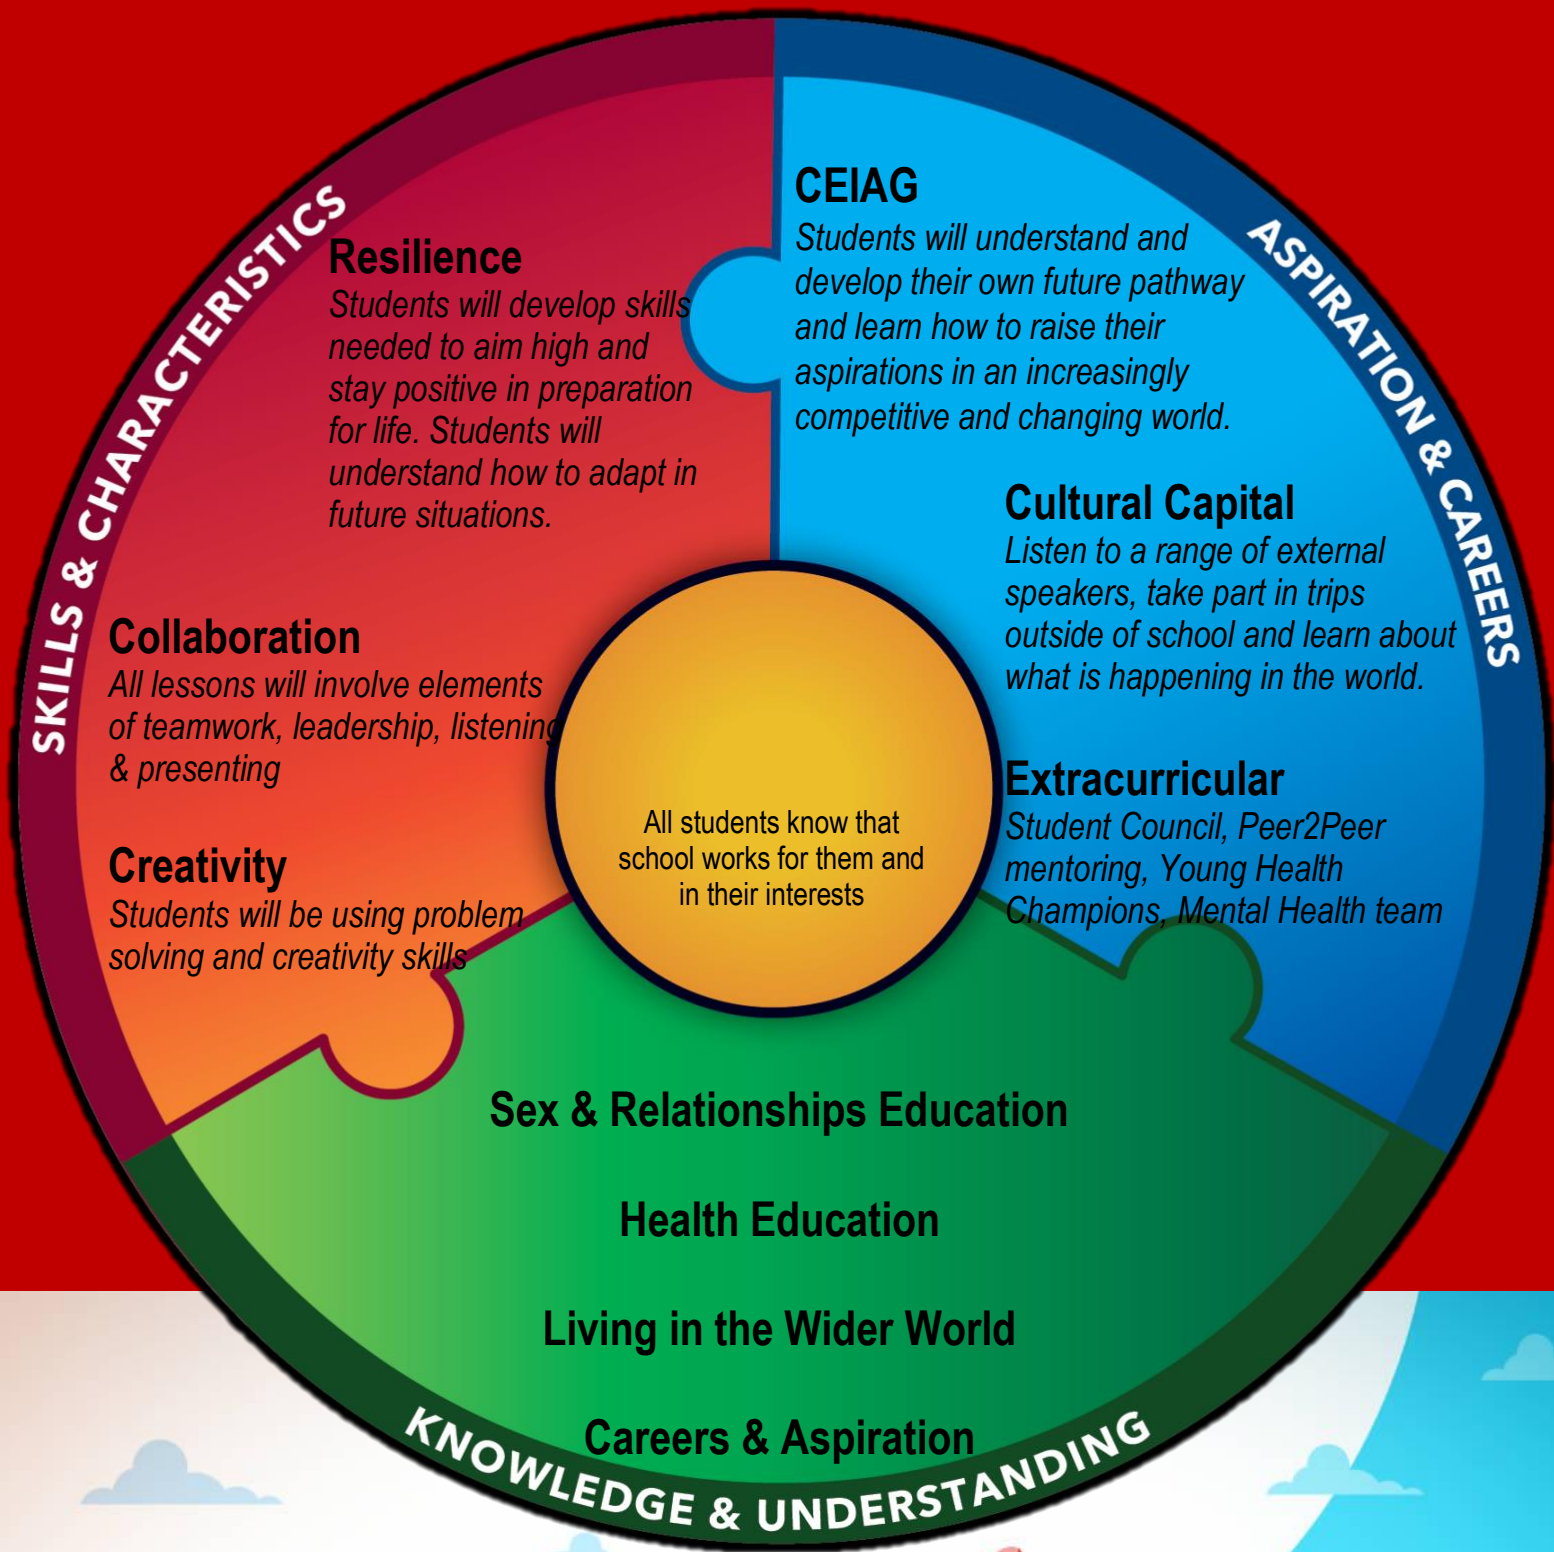 SKILLS & CHARACTERISTICS
Resilience
Students will develop skills
needed to aim high and
stay positive in preparation
for life. Students will
understand how to adapt in
future situations.
Collaboration
All lessons will involve elements
of teamwork, leadership, listening
& presenting
Creativity
Students will be using problem
solving and creativity skills
ASPIRATION & CAREERS
CEIAG
Students will understand and
develop their own future pathway
and learn how to raise their
aspirations in an increasingly
competitive and changing world.
Cultural Capital
Listen to a range of external
speakers, take part in trips
outside of school and learn about
what is happening in the world.
Extracurricular
Student Council, Peer2Peer
mentoring, Young Health
Champions, Mental Health team
All students know that
school works for them and
in their interests
Sex & Relationships Education
Health Education
Living in the Wider World
Careers & Aspiration
KNOWLEDGE & UNDERSTANDING